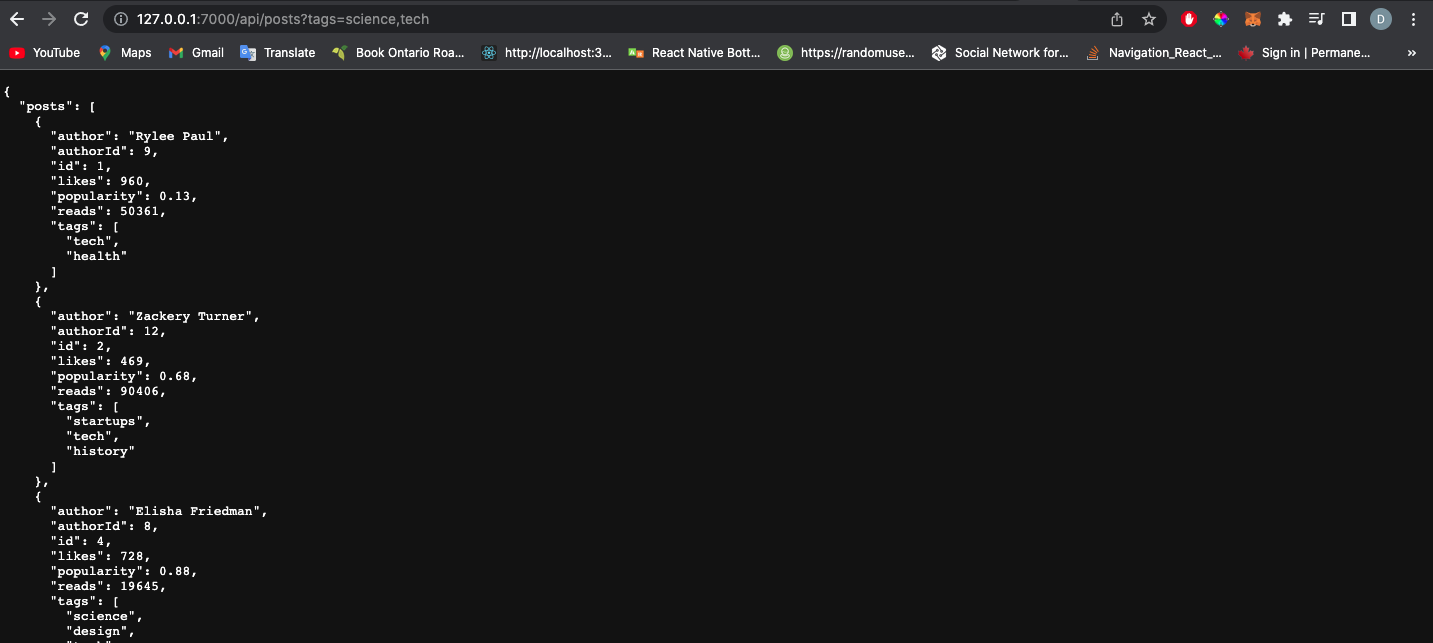 127.0.0.1:7000/api/posts?tags=science,tech
D
YouTube Maps Gmail Translate Book Ontario Roa... http://localhost:3... React Native Bott... https://randomuse... Social Network for... Navigation_React_... Sign in | Permane... »
{
"posts": [
{
"author": "Rylee Paul",
"authorId": 9,
"id": 1,
"likes": 960,
"popularity": 0.13,
"reads": 50361,
"tags": [
"tech",
"health"
]
},
{
"author": "Zackery Turner",
"authorId": 12,
"id": 2,
"likes": 469,
"popularity": 0.68,
"reads": 90406,
"tags": [
"startups",
"tech",
"history"
]
},
{
"author": "Elisha Friedman",
"authorId": 8,
"id": 4,
"likes": 728,
"popularity": 0.88,
"reads": 19645,
"tags": [
"science",
"design",